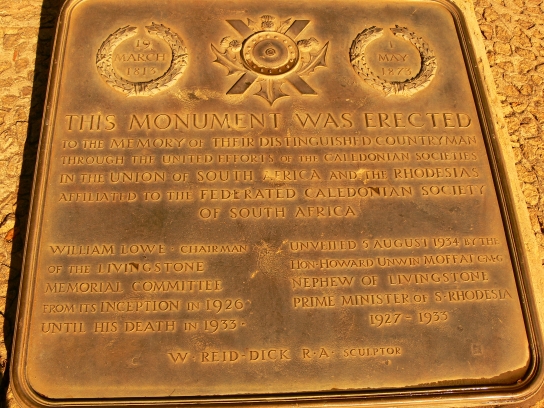 19 MARCH 1813
1 MAY 1873
THIS MONUMENT WAS ERECTED
TO THE MEMORY OF THEIR DISTINGUISHED COUNTRYMAN
THROUGH THE UNITED EFFORTS OF THE CALEDONIAN SOCIETIES
IN THE UNION OF SOUTH AFRICA AND THE RHODESIAS
AFFILIATED TO THE FEDERATED CALEDONIAN SOCIETY
OF SOUTH AFRICA
WILLIAM LOWE · CHAIRMAN
OF THE LIVINGSTONE
MEMORIAL COMMITTEE
FROM ITS INCEPTION IN 1926
UNTIL HIS DEATH IN 1933 ·
UNVEILED 5 AUGUST 1934 BY THE
HON · HOWARD UNWIN MOFFAT C·M·G·
NEPHEW OF LIVINGSTONE
PRIME MINISTER OF S·RHODESIA
1927 – 1933
W · REID-DICK R·A· SCULPTOR